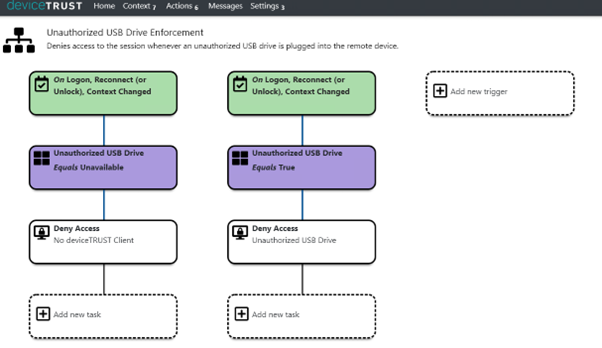 deviceTRUST Home Context 7 Actions 6 Messages Settings 3
Unauthorized USB Drive Enforcement
Denies access to the session whenever an unauthorized USB drive is plugged into the remote device.
On Logon, Reconnect (or
Unlock), Context Changed
On Logon, Reconnect (or
Unlock), Context Changed
Add new trigger
Unauthorized USB Drive
Equals Unavailable
Unauthorized USB Drive
Equals True
Deny Access
No deviceTRUST Client
Deny Access
Unauthorized USB Drive
Add new task
Add new task